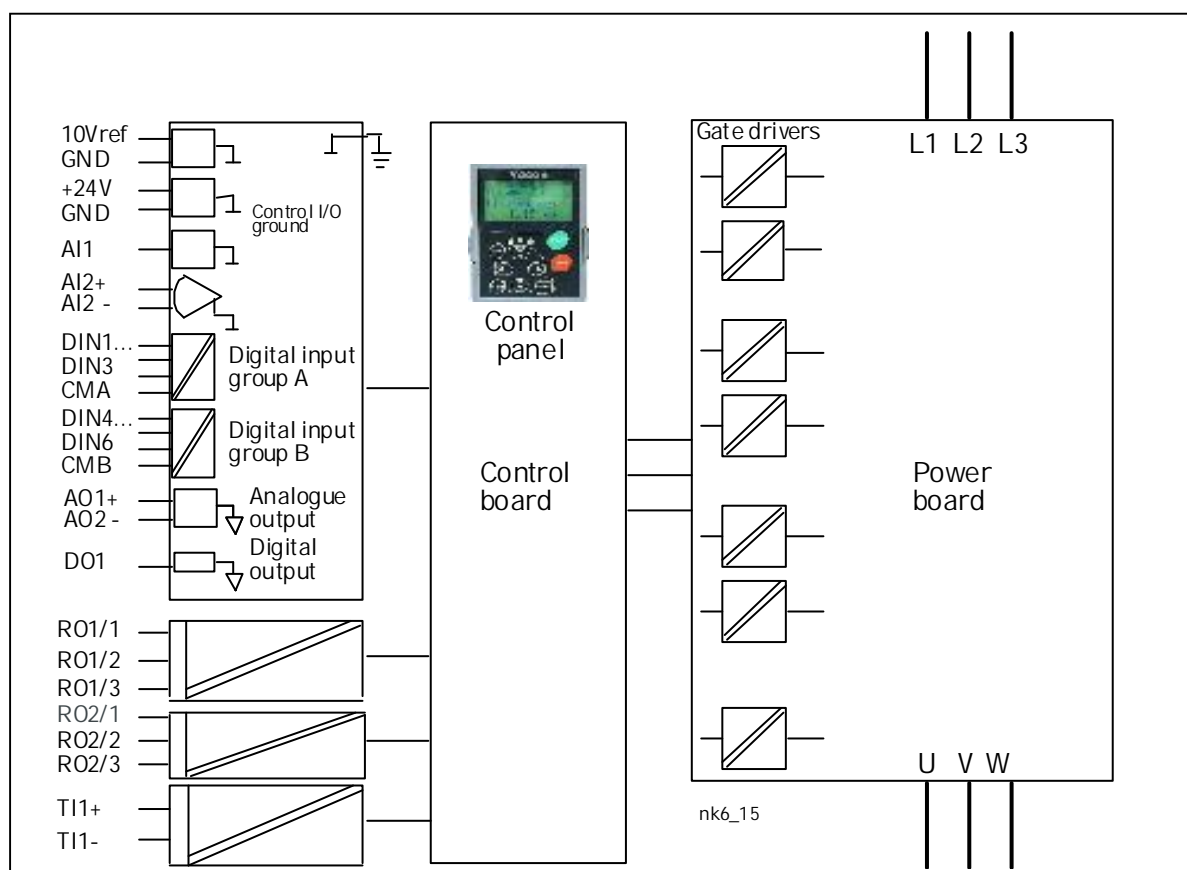 10Vref
GND
+24V
GND
AI1
AI2+
AI2 -
DIN1...
DIN3
CMA
DIN4...
DIN6
CMB
AO1+
AO2 -
DO1
RO1/1
RO1/2
RO1/3
RO2/1
RO2/2
RO2/3
TI1+
TI1-
Control I/O
ground
Digital input
group A
Digital input
group B
Analogue
output
Digital
output
Control
panel
Control
board
Gate drivers
L1 L2 L3
Power
board
U V W
nk6_15